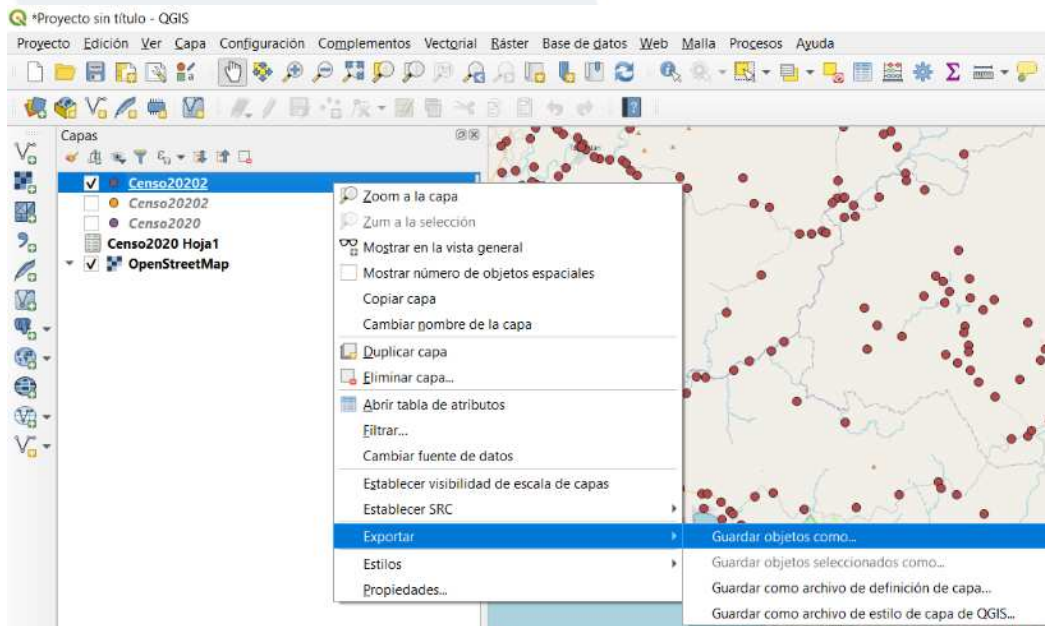 *Proyecto sin título - QGIS
Proyecto Edición Ver Capa Configuración Complementos Vectorial Ráster Base de datos Web Malla Procesos Ayuda
Capas
Censo20202
Censo20202
Censo2020
Censo2020 Hoja1
OpenStreetMap
Zoom a la capa
Zum a la selección
Mostrar en la vista general
Mostrar número de objetos espaciales
Copiar capa
Cambiar nombre de la capa
Duplicar capa
Eliminar capa...
Abrir tabla de atributos
Filtrar...
Cambiar fuente de datos
Establecer visibilidad de escala de capas
Establecer SRC
Exportar
Estilos
Propiedades...
Guardar objetos como...
Guardar objetos seleccionados como...
Guardar como archivo de definición de capa...
Guardar como archivo de estilo de capa de QGIS...